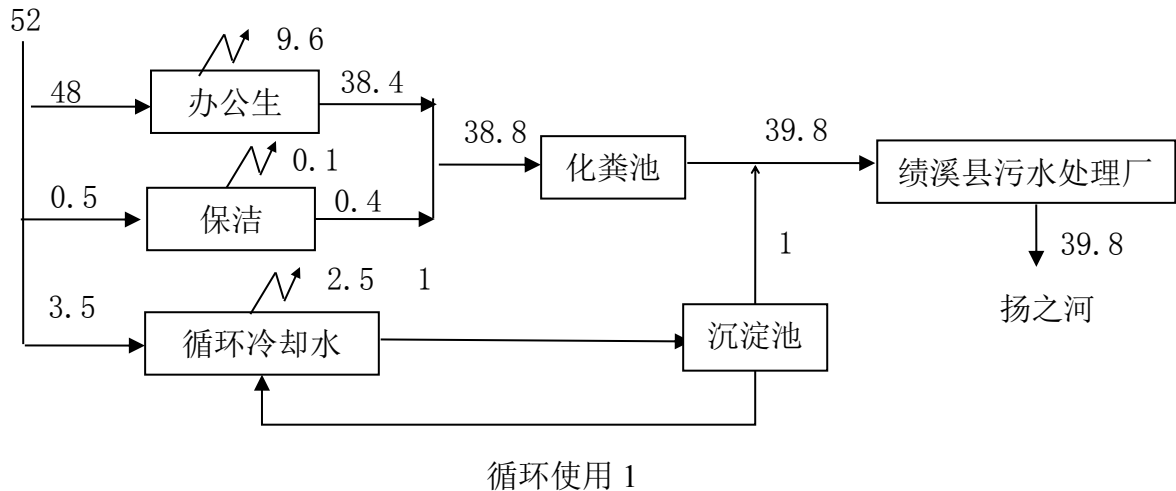 52
9.6
48
办公生
38.4
0.1
38.8
化粪池
39.8
绩溪县污水处理厂
0.5
保洁
0.4
39.8
扬之河
2.5
1
1
3.5
循环冷却水
沉淀池
循环使用 1